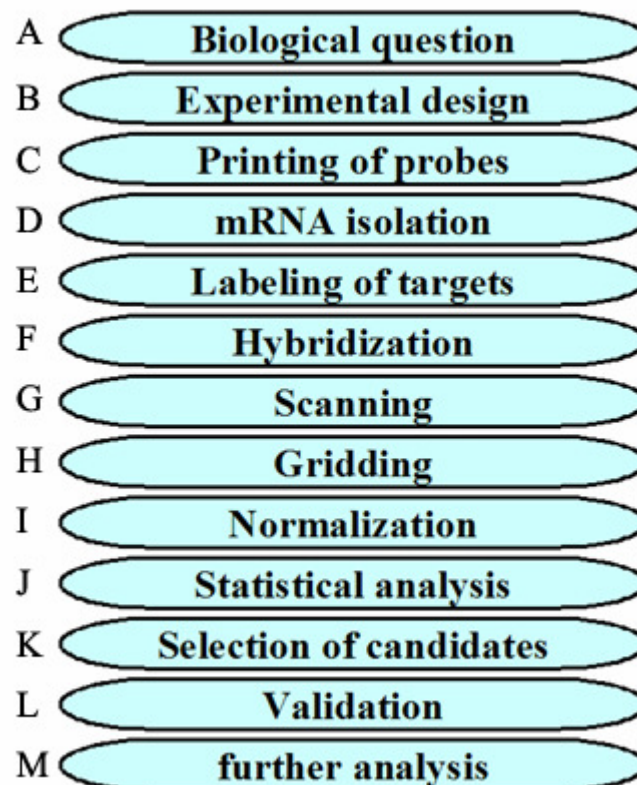 A Biological question
B Experimental design
C Printing of probes
D mRNA isolation
E Labeling of targets
F Hybridization
G Scanning
H Gridding
I Normalization
J Statistical analysis
K Selection of candidates
L Validation
M further analysis